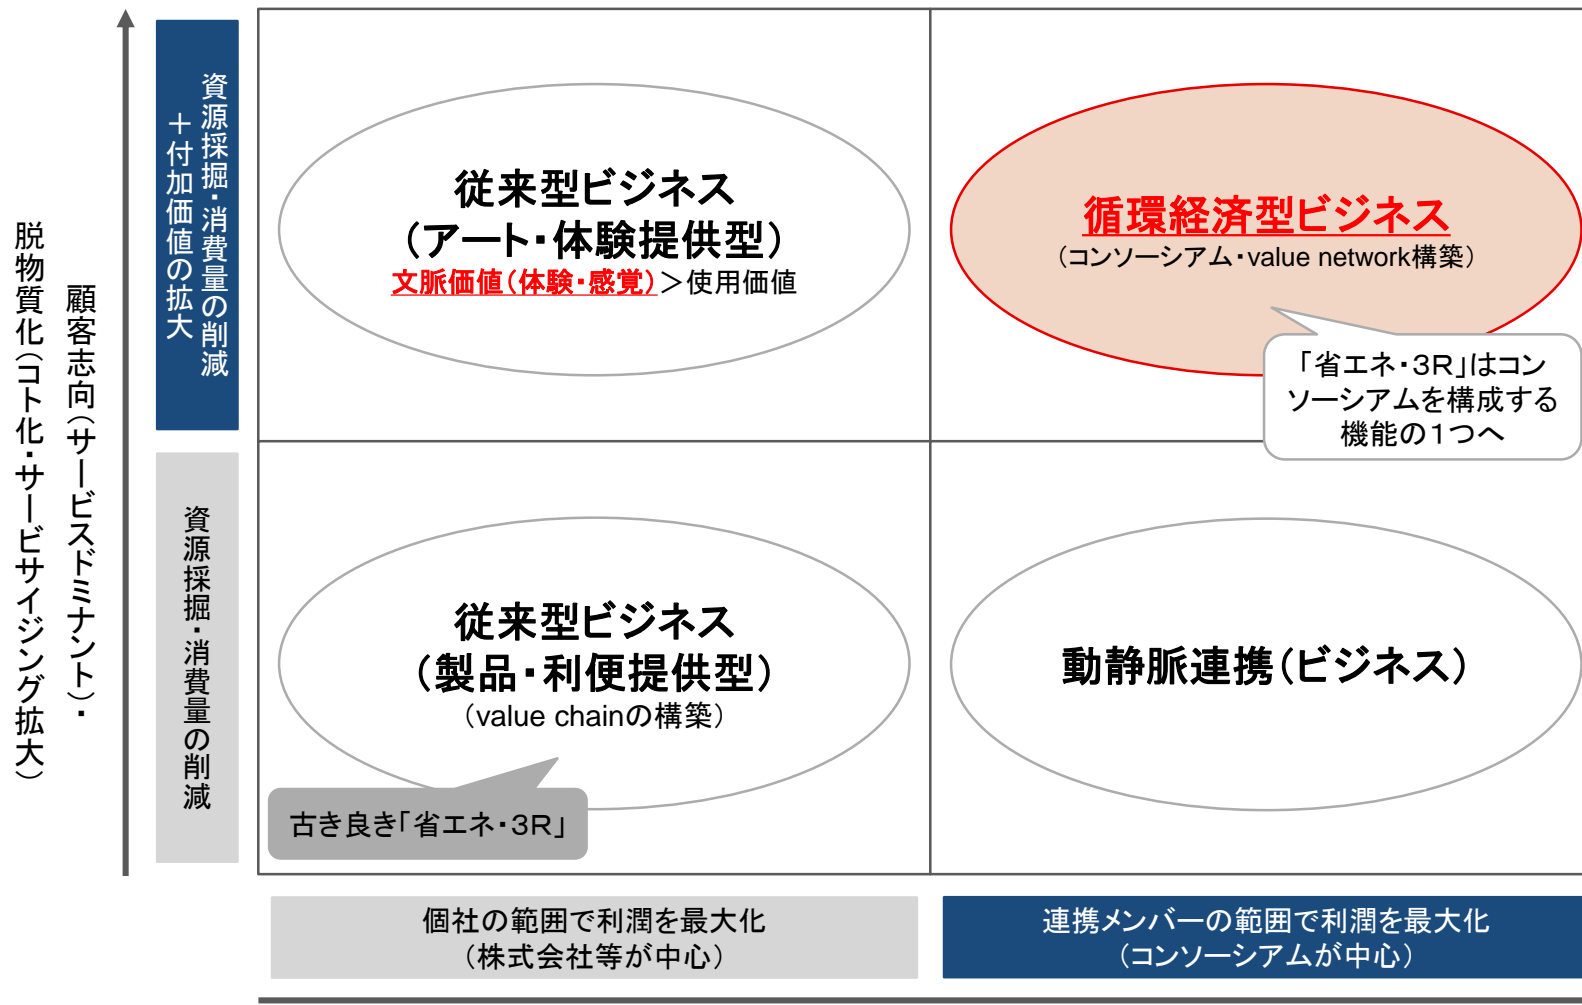 顧客志向（サービスドミナント）・
脱物質化（コト化・サービサイジング拡大）
資源採掘・消費量の削減
＋付加価値の拡大
従来型ビジネス
（アート・体験提供型）
文脈価値（体験・感覚）＞使用価値
循環経済型ビジネス
（コンソーシアム・value network構築）
「省エネ・３Ｒ」はコン
ソーシアムを構成する
機能の１つへ
資源採掘・消費量の削減
従来型ビジネス
（製品・利便提供型）
（value chainの構築）
古き良き「省エネ・３Ｒ」
動静脈連携（ビジネス）
個社の範囲で利潤を最大化
（株式会社等が中心）
連携メンバーの範囲で利潤を最大化
（コンソーシアムが中心）